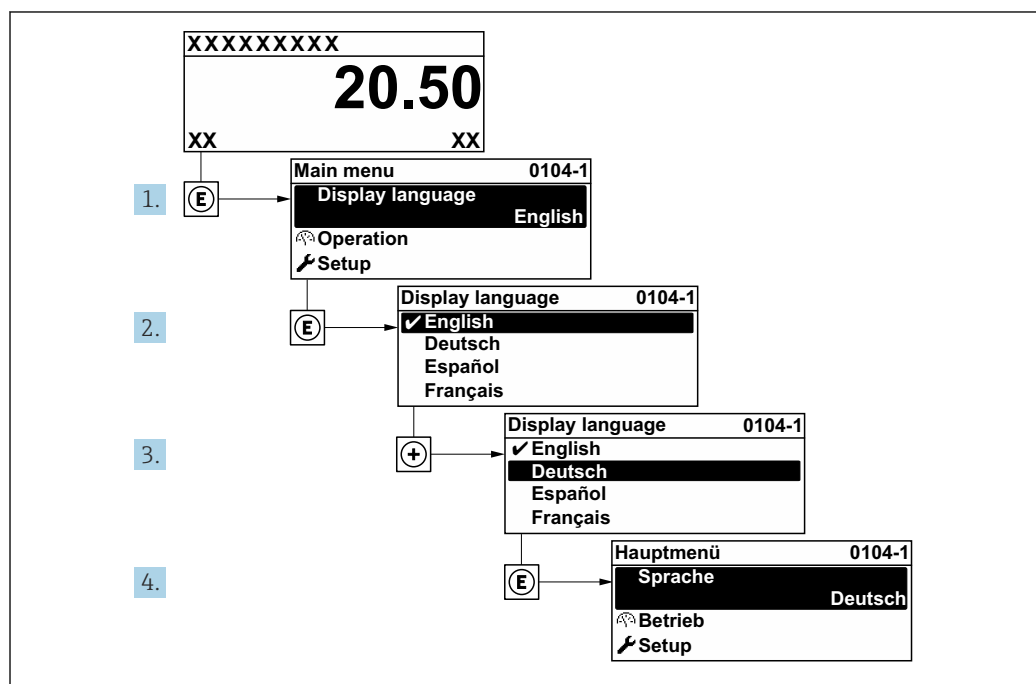 XXXXXXXXX
20.50
XX XX
1. E
Main menu 0104-1
Display language
English
Operation
Setup
2. E
Display language 0104-1
✔ English
Deutsch
Español
Français
3. +
Display language 0104-1
✔ English
Deutsch
Español
Français
4. E
Hauptmenü 0104-1
Sprache
Deutsch
Betrieb
Setup